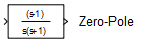 (s-1)
s(s+1)
Zero-Pole